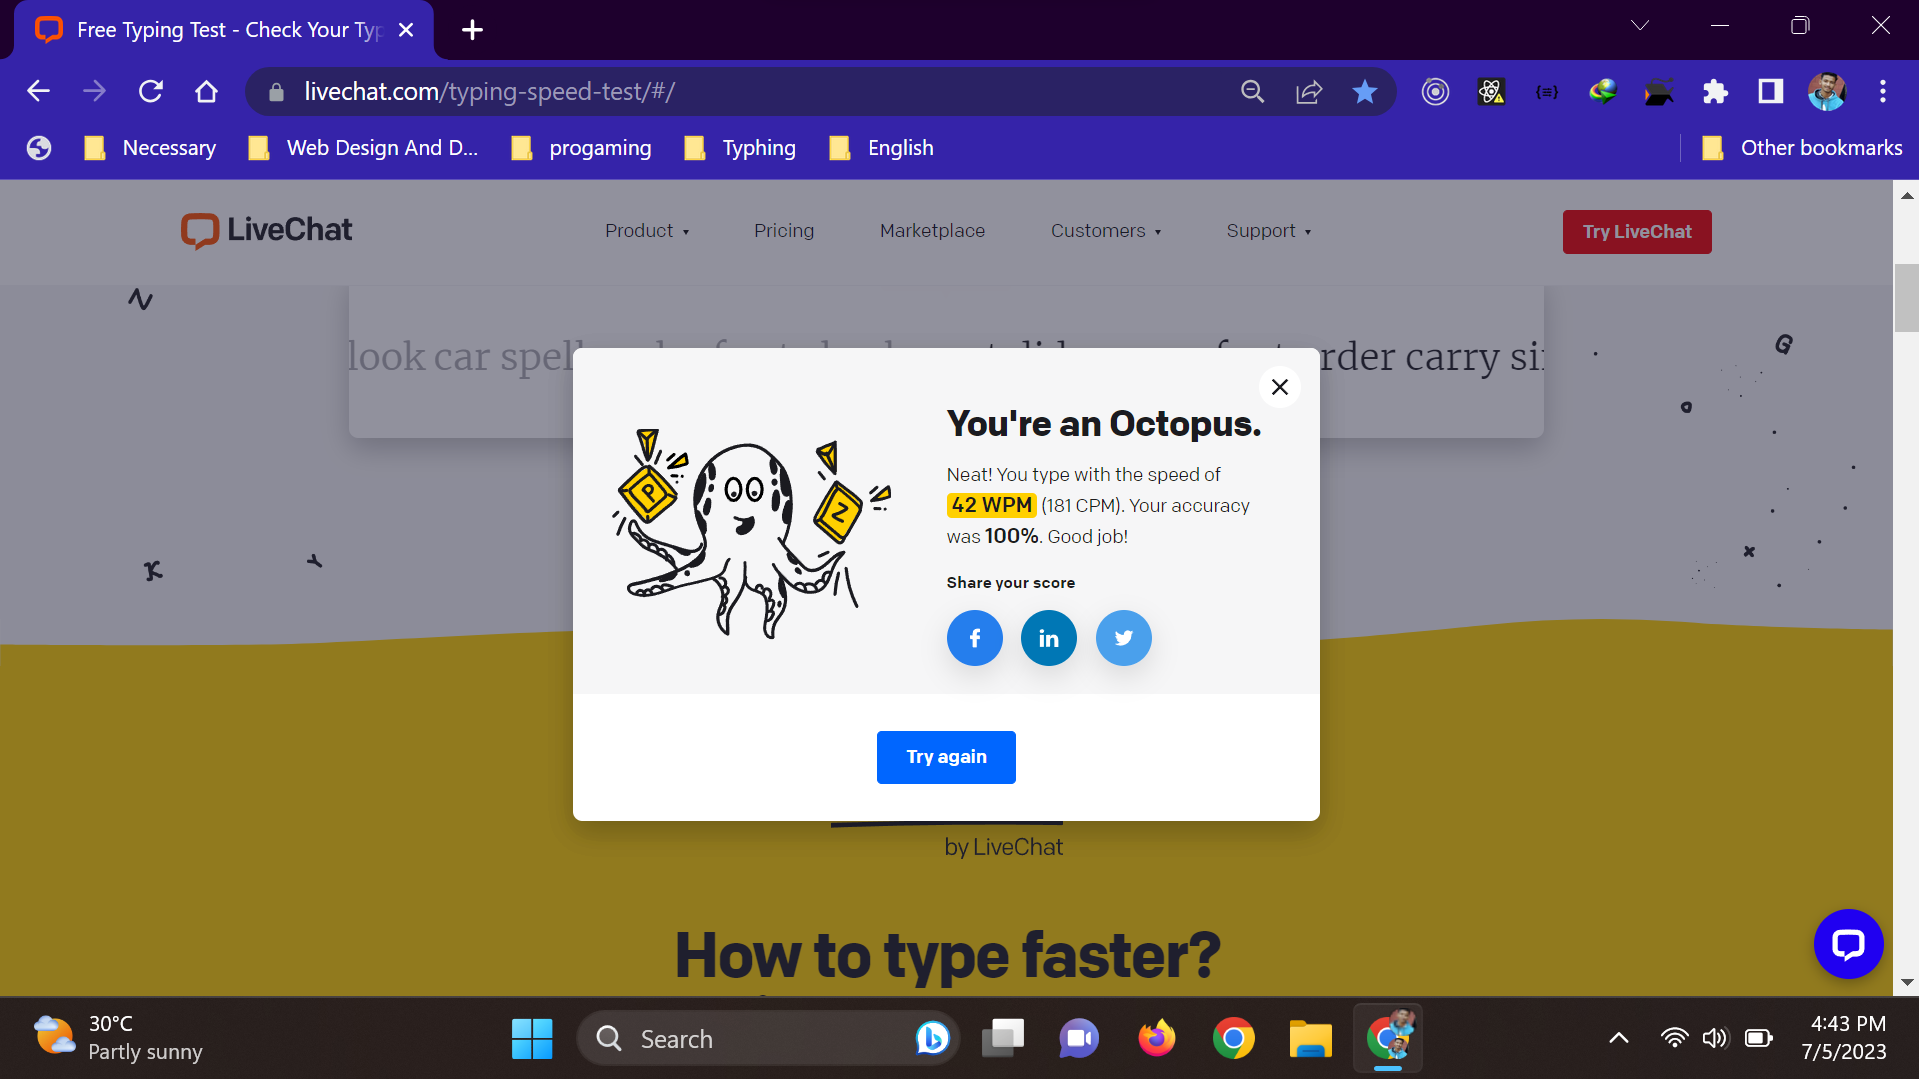 Free Typing Test - Check Your Typ
livechat.com/typing-speed-test/#/
Necessary
Web Design And D...
progaming
Typhing
English
Other bookmarks
LiveChat
Product
Pricing
Marketplace
Customers
Support
Try LiveChat
N
G
look car spel
rder carry si
You're an Octopus.
Neat! You type with the speed of
42 WPM (181 CPM). Your accuracy
was 100%. Good job!
P
Z
Share your score
f
in
K
Y
x
Try again
by LiveChat
How to type faster?
30°C
Partly sunny
Search
4:43 PM
7/5/2023